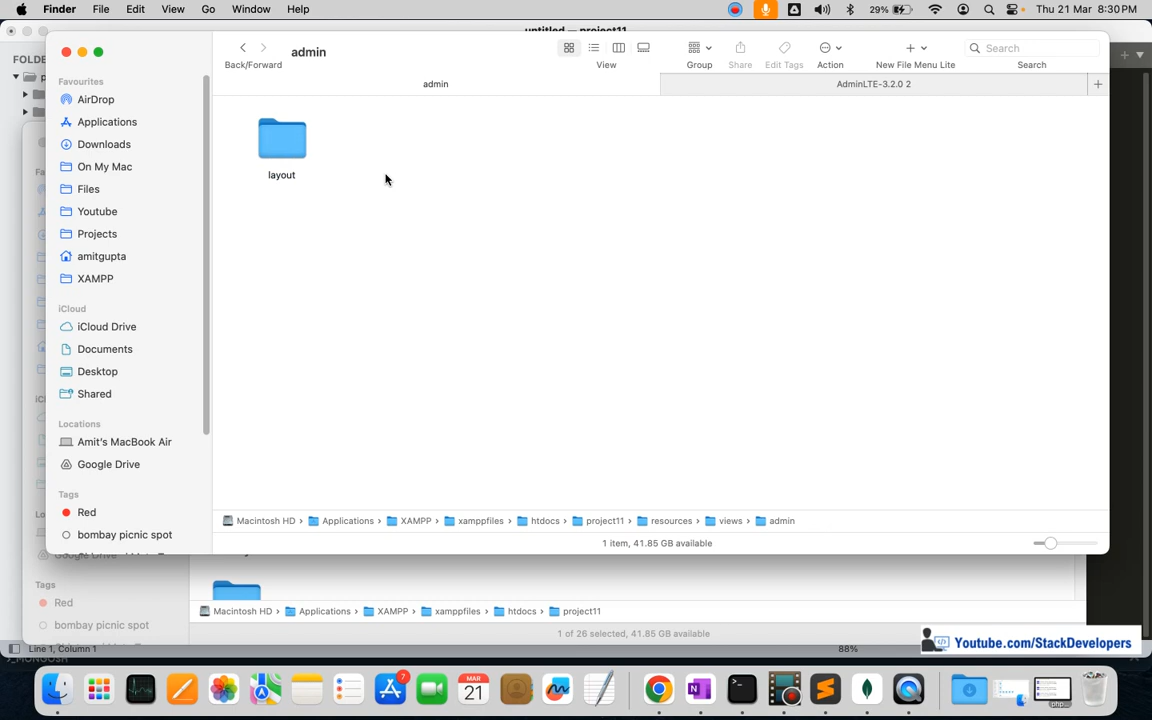 Finder File Edit View Go Window Help 29% Thu 21 Mar 8:30PM
untitled — project11
FOLDE
admin
Back/Forward View Group Share Edit Tags Action New File Menu Lite Search
Search
admin AdminLTE-3.2.0 2
Favourites
AirDrop
Applications
Downloads
On My Mac
Files
Youtube
Projects
amitgupta
XAMPP
iCloud
iCloud Drive
Documents
Desktop
Shared
Locations
Amit's MacBook Air
Google Drive
Tags
Red
bombay picnic spot
layout
Macintosh HD › Applications › XAMPP › xamppfiles › htdocs › project11 › resources › views › admin
1 item, 41.85 GB available
Tags
Red
bombay picnic spot
Macintosh HD › Applications › XAMPP › xamppfiles › htdocs › project11
1 of 26 selected, 41.85 GB available
Youtube.com/StackDevelopers
Line 1, Column 1 88%
>_MONGOSH
7
MAR
21
php